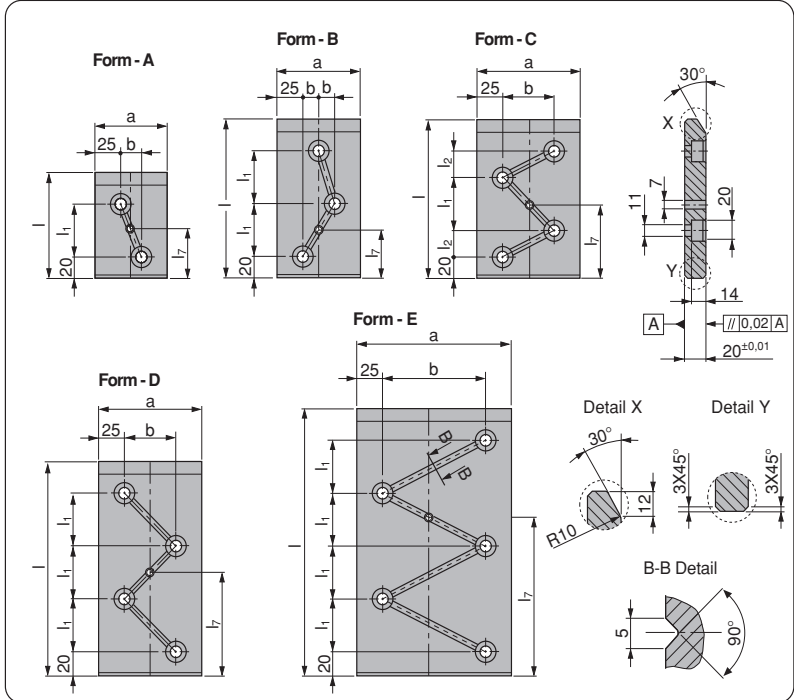 Form - A
a
25 b
l
l1
20
l7
Form - B
a
25 b b
l
l1
l1
20
l7
Form - C
a
25 b
l
l2
l1
l2
20
l7
30°
X
7
11
20
Y
14
A
// 0,02 A
20±0,01
Form - D
a
25 b
l
l1
l1
l1
20
l7
Form - E
a
25 b
B
B
l
l1
l1
l1
l1
20
l7
Detail X
30°
12
R10
Detail Y
3X45°
3X45°
B-B Detail
5
90°